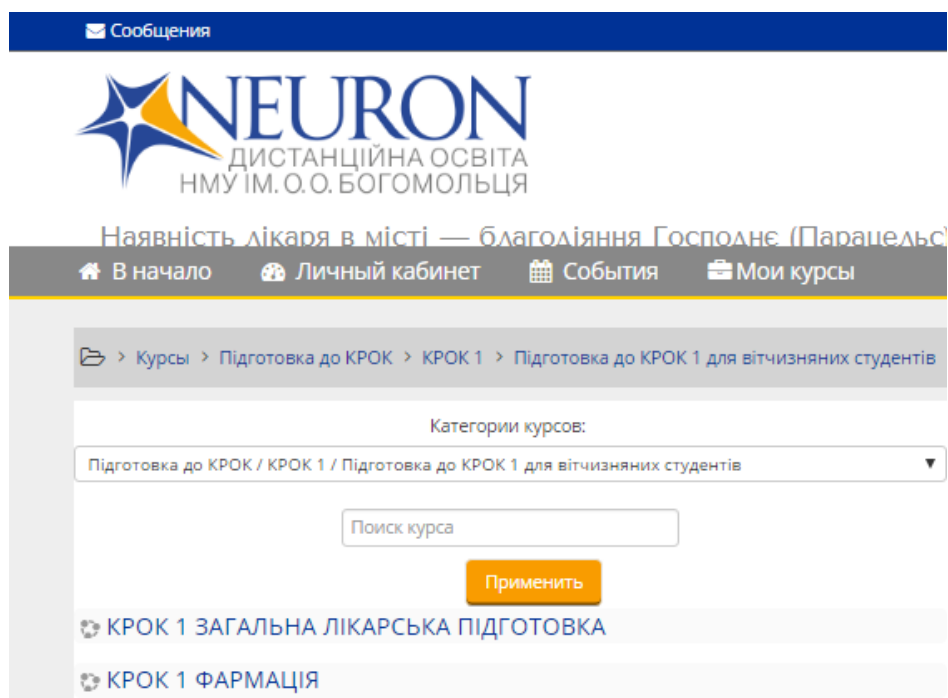 Сообщения
NEURON
ДИСТАНЦІЙНА ОСВІТА
НМУ ІМ. О.О. БОГОМОЛЬЦЯ
Наявність лікаря в місті — благодіяння Господнє (Парацельс)
В начало Личный кабинет События Мои курсы
> Курсы > Підготовка до КРОК > КРОК 1 > Підготовка до КРОК 1 для вітчизняних студентів
Категории курсов:
Підготовка до КРОК / КРОК 1 / Підготовка до КРОК 1 для вітчизняних студентів
Поиск курса
Применить
КРОК 1 ЗАГАЛЬНА ЛІКАРСЬКА ПІДГОТОВКА
КРОК 1 ФАРМАЦІЯ